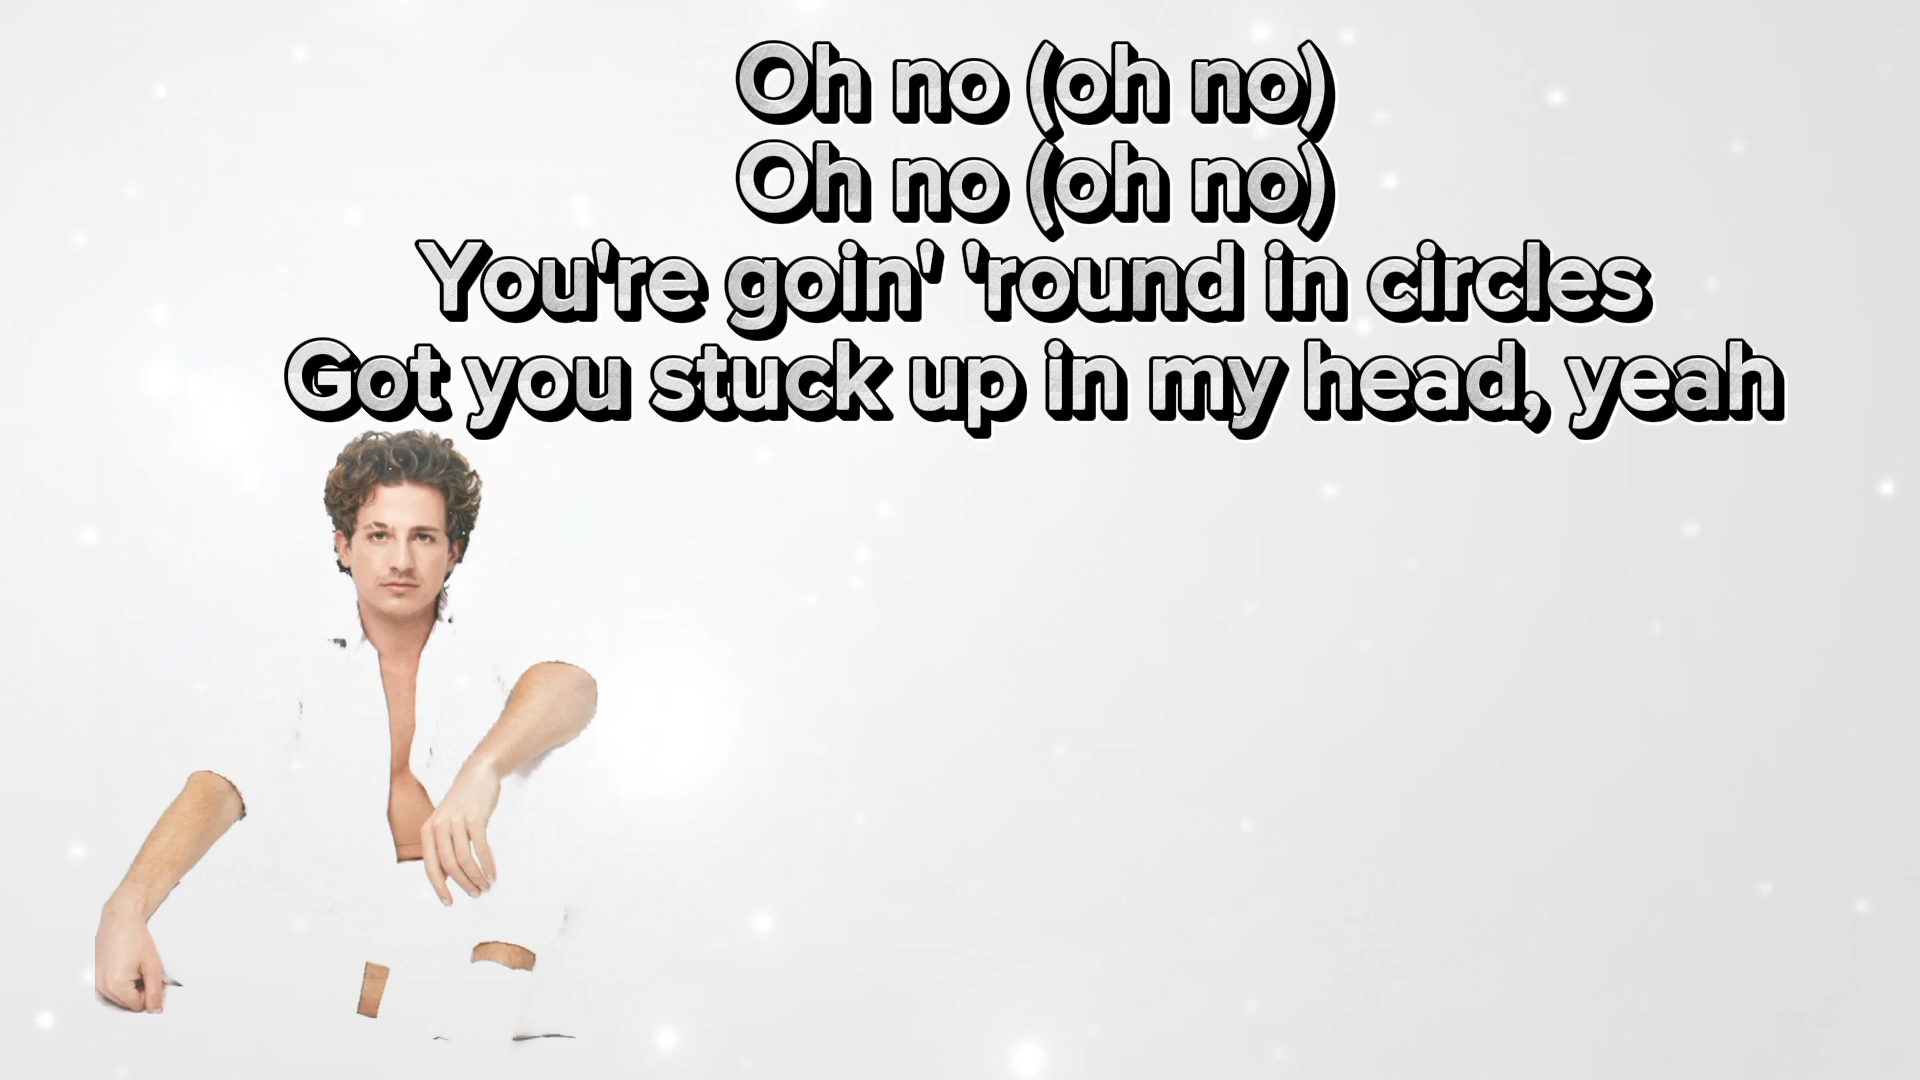 Oh no (oh no)
Oh no (oh no)
You're goin' 'round in circles
Got you stuck up in my head, yeah